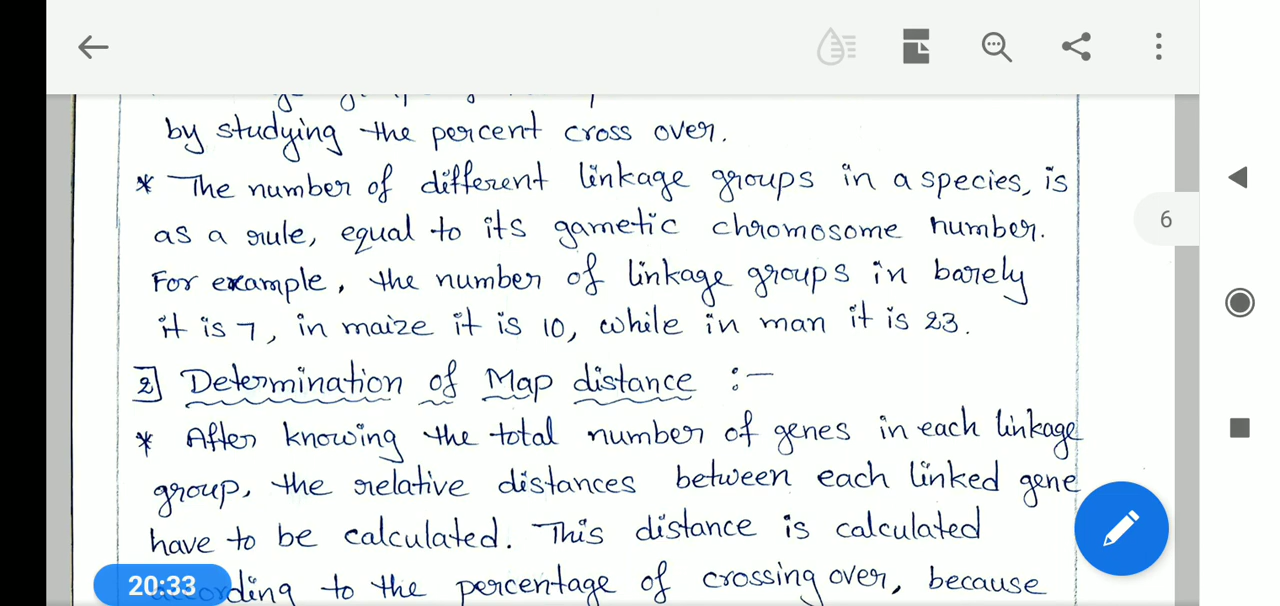 by studying the percent cross over.
* The number of different linkage groups in a species, is
6
as a rule, equal to its gametic chromosome number.
For example, the number of linkage groups in barely
it is 7, in maize it is 10, while in man it is 23.
2] Determination of Map distance :-
* After knowing the total number of genes in each linkage
group, the relative distances between each linked gene
have to be calculated. This distance is calculated
20:33
according to the percentage of crossing over, because